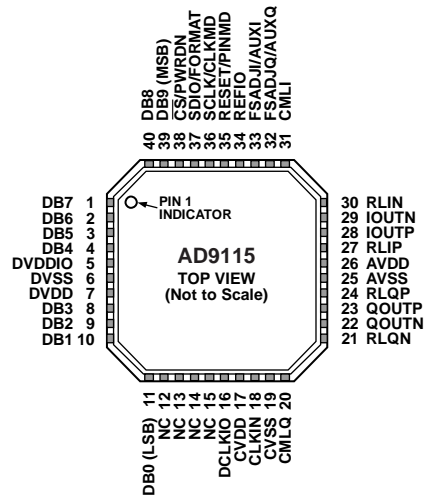 40 DB8
39 DB9 (MSB)
38 CS/PWRDN
37 SDIO/FORMAT
36 SCLK/CLKMD
35 RESET/PINMD
34 REFIO
33 FSADJI/AUXI
32 FSADJQ/AUXQ
31 CMLI
DB7 1
DB6 2
DB5 3
DB4 4
DVDDIO 5
DVSS 6
DVDD 7
DB3 8
DB2 9
DB1 10
PIN 1
INDICATOR
AD9115
TOP VIEW
(Not to Scale)
30 RLIN
29 IOUTN
28 IOUTP
27 RLIP
26 AVDD
25 AVSS
24 RLQP
23 QOUTP
22 QOUTN
21 RLQN
DB0 (LSB) 11
NC 12
NC 13
NC 14
NC 15
DCLKIO 16
CVDD 17
CLKIN 18
CVSS 19
CMLQ 20